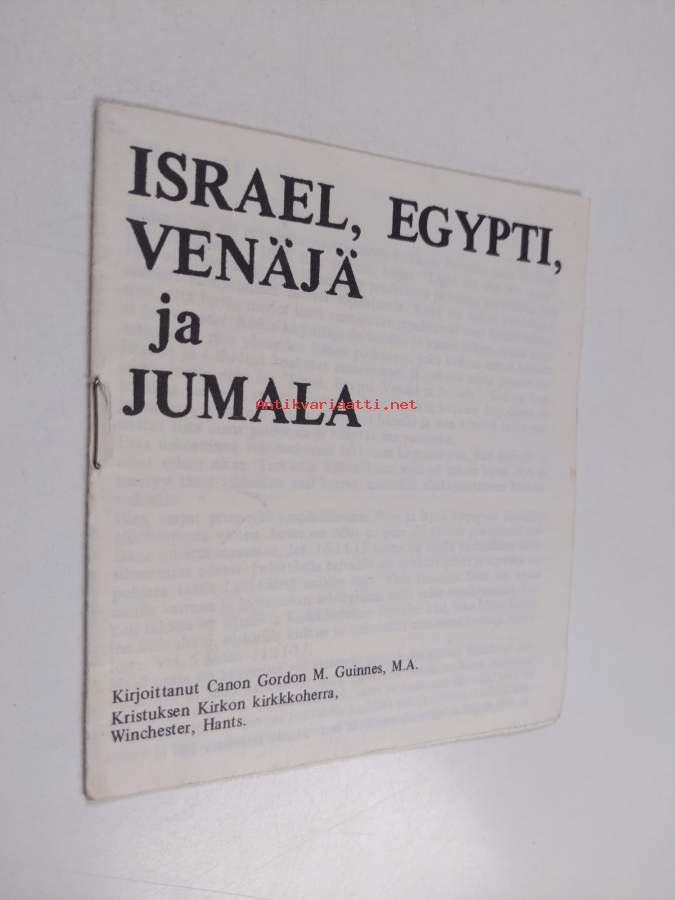 ISRAEL, EGYPTI,
VENÄJÄ
ja
JUMALA
Antikvariaatti.net
Kirjoittanut Canon Gordon M. Guinnes, M.A.
Kristuksen Kirkon kirkkkoherra,
Winchester, Hants.